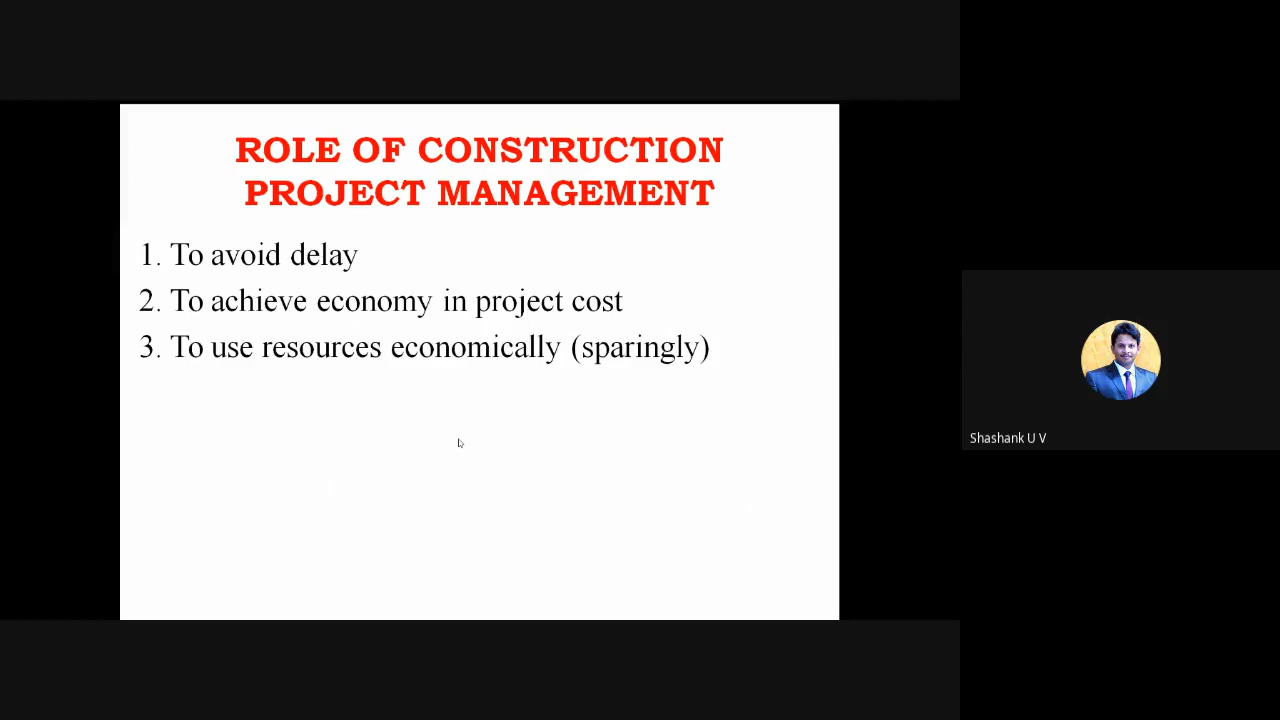 ROLE OF CONSTRUCTION
PROJECT MANAGEMENT
1. To avoid delay
2. To achieve economy in project cost
3. To use resources economically (sparingly)
Shashank U V